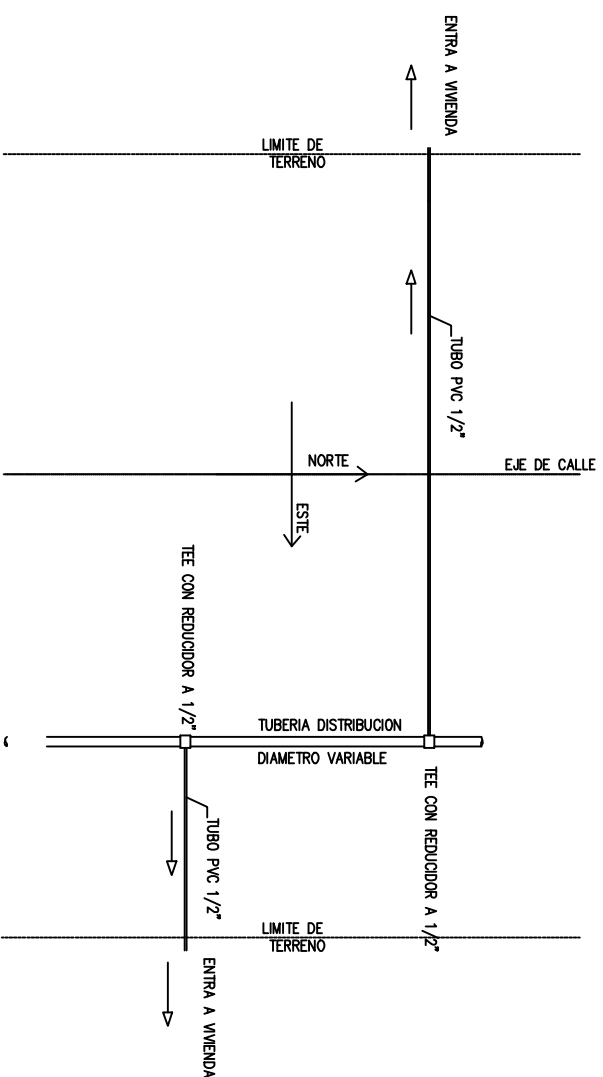 ENTRA A VIVIENDA
LIMITE DE
TERRENO
TUBO PVC 1/2"
EJE DE CALLE
NORTE
ESTE
TEE CON REDUCIDOR A 1/2"
TUBERIA DISTRIBUCION
DIAMETRO VARIABLE
TEE CON REDUCIDOR A 1/2"
TUBO PVC 1/2"
LIMITE DE
TERRENO
ENTRA A VIVIENDA